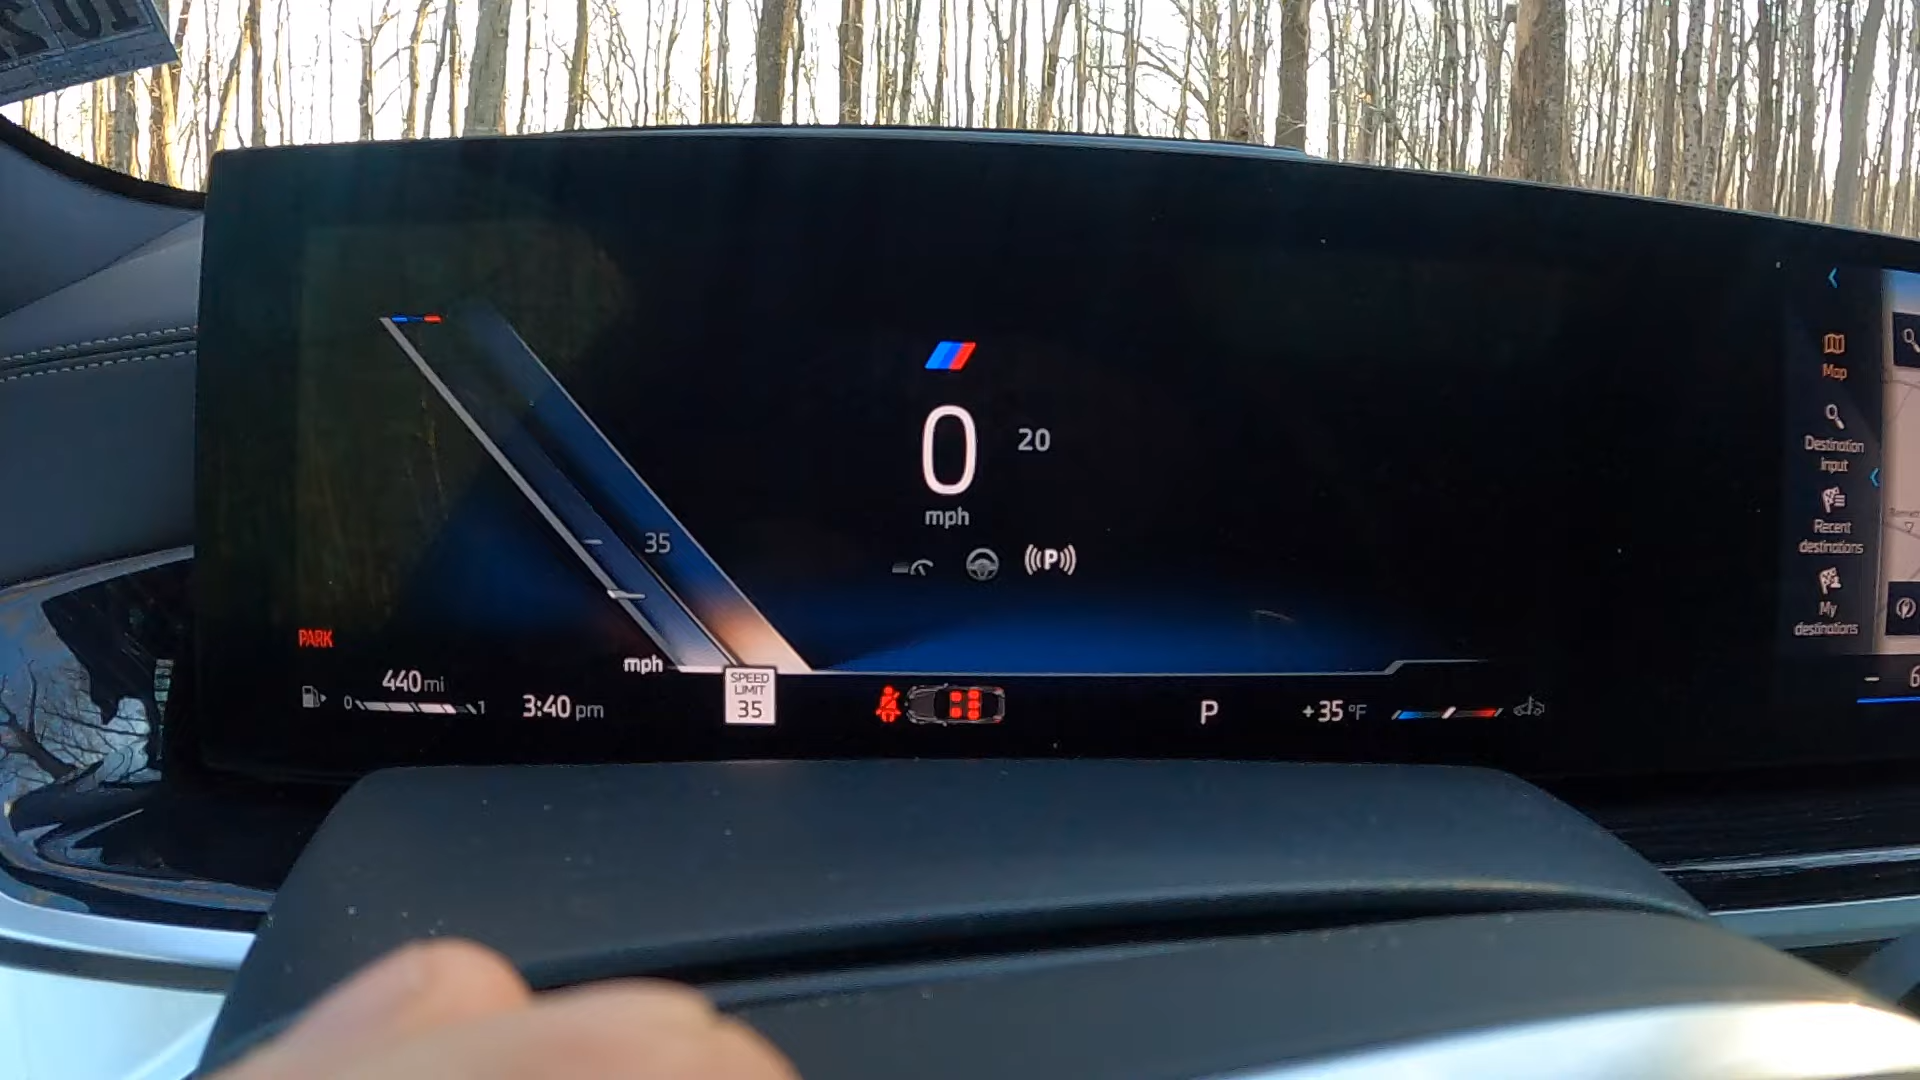 0
20
mph
35
(((P)))
PARK
mph
440 mi
0
1
3:40 pm
SPEED
LIMIT
35
P
+35 °F
Map
Destination
input
Recent
destinations
My
destinations
- 6